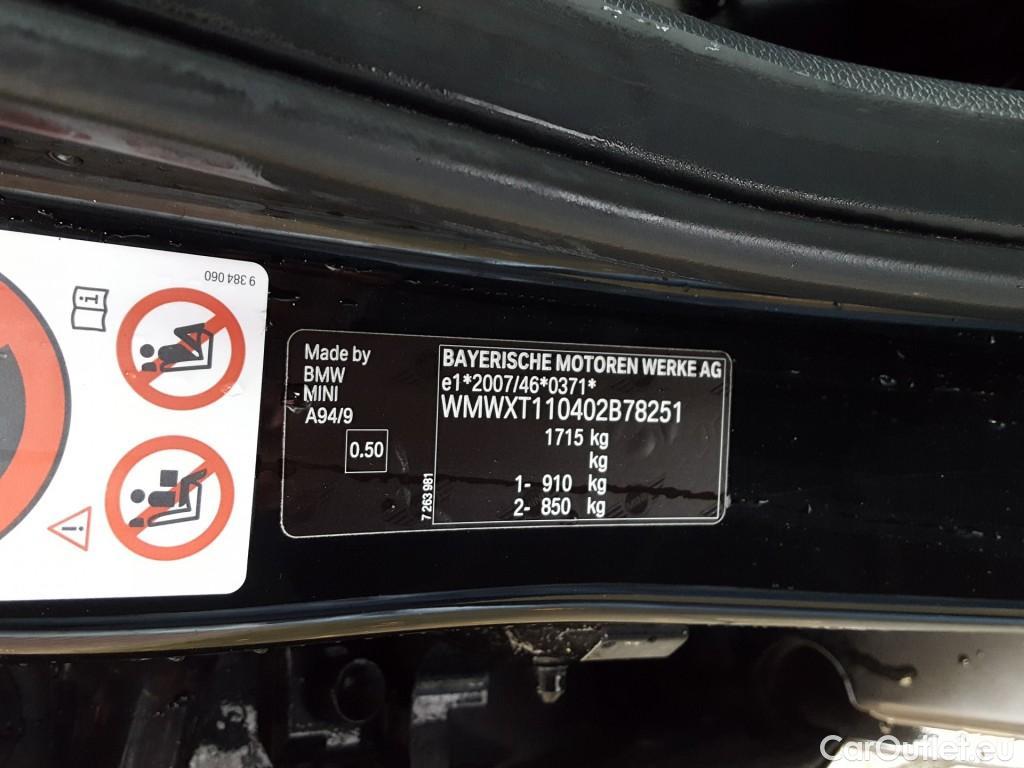 9 384 060
Made by
BMW
MINI
A94/9
0.50
7 263 981
BAYERISCHE MOTOREN WERKE AG
e1*2007/46*0371*
WMWXT110402B78251
1715 kg
kg
1- 910 kg
2- 850 kg
CarOutlet.eu